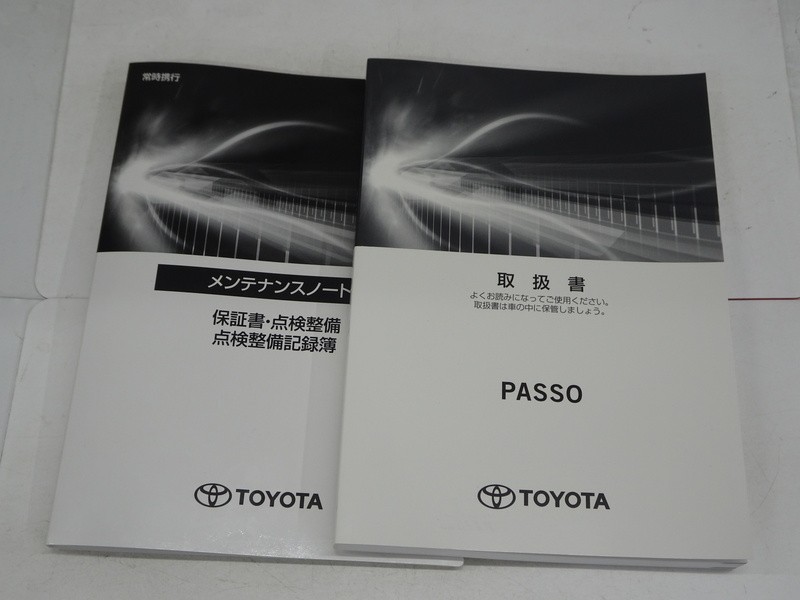 常時携行
メンテナンスノート
保証書・点検整備
点検整備記録簿
TOYOTA
取扱書
よくお読みになってご使用ください。
取扱書は車の中に保管しましょう。
PASSO
TOYOTA